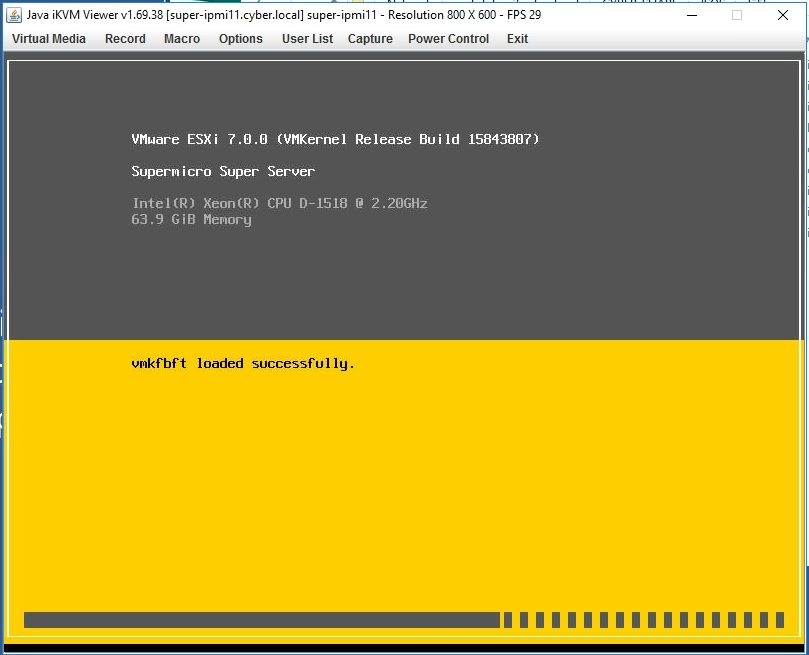 Java iKVM Viewer v1.69.38 [super-ipmi11.cyber.local] super-ipmi11 - Resolution 800 X 600 - FPS 29
Virtual Media Record Macro Options User List Capture Power Control Exit
VMware ESXi 7.0.0 (VMKernel Release Build 15843807)
Supermicro Super Server
Intel(R) Xeon(R) CPU D-1518 @ 2.20GHz
63.9 GiB Memory
vmkfbft loaded successfully.